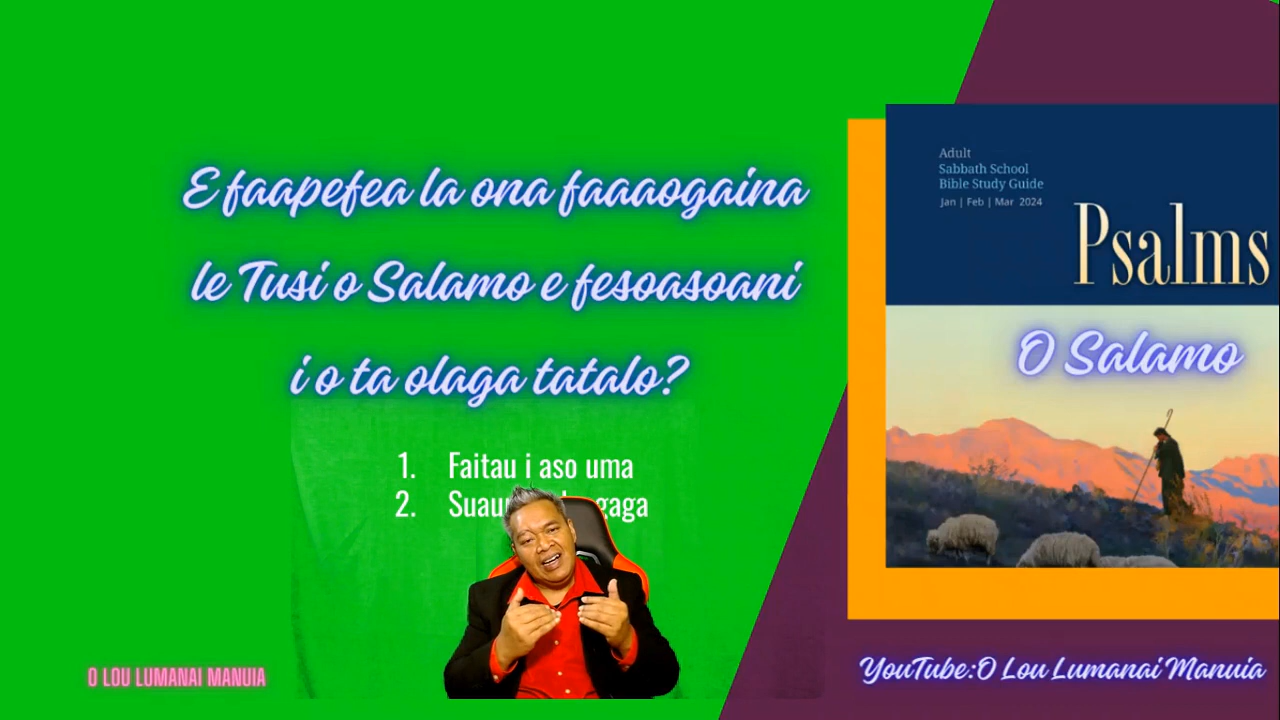 E faapefea la ona faaaogaina
le Tusi o Salamo e fesoasoani
i o ta olaga tatalo?
1. Faitau i aso uma
2.
O LOU LUMANAI MANUIA
Adult
Sabbath School
Bible Study Guide
Jan | Feb | Mar 2024
Psalms
O Salamo
YouTube:O Lou Lumanai Manuia